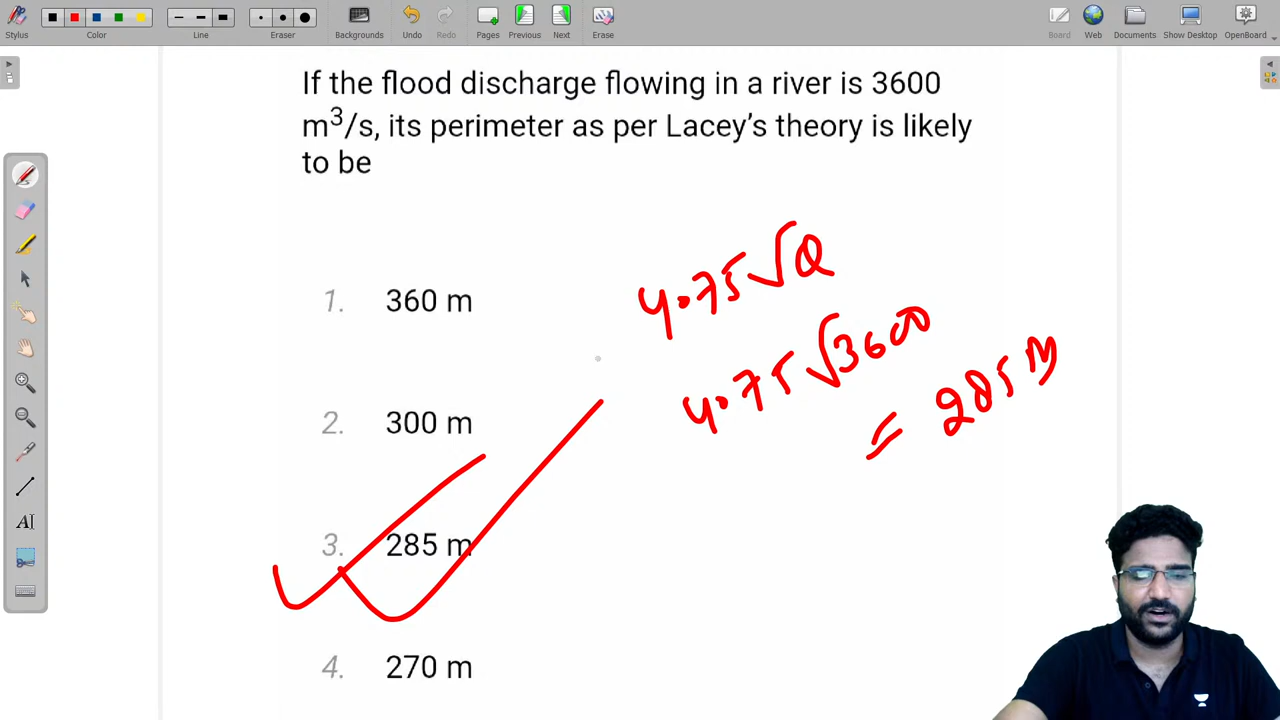 Stylus
Color
Line
Eraser
Backgrounds
Undo
Redo
Pages
Previous
Next
Erase
Board
Web
Documents
Show Desktop
OpenBoard
If the flood discharge flowing in a river is 3600
m³/s, its perimeter as per Lacey’s theory is likely
to be
4.75√Q
1. 360 m
4.75√3600
= 285 m
2. 300 m
3. 285 m
4. 270 m